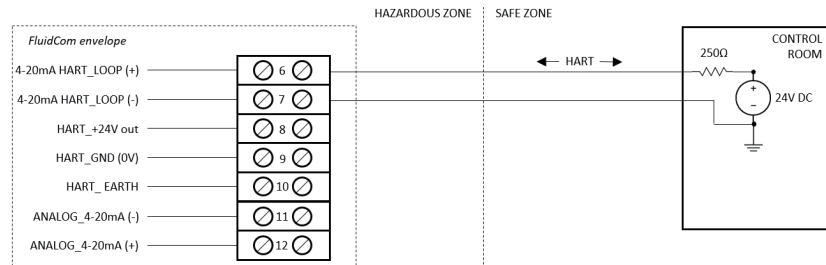 HAZARDOUS ZONE
SAFE ZONE
FluidCom envelope
CONTROL
ROOM
4-20mA HART_LOOP (+)
6
HART
250Ω
4-20mA HART_LOOP (-)
7
+
-
24V DC
HART_+24V out
8
HART_GND (0V)
9
HART_ EARTH
10
ANALOG_4-20mA (-)
11
ANALOG_4-20mA (+)
12